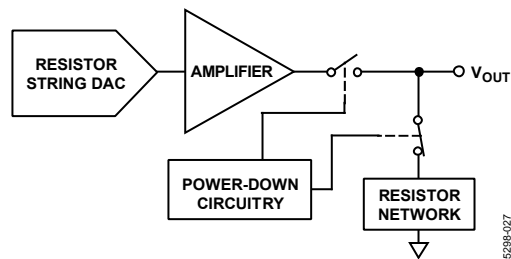 RESISTOR
STRING DAC
AMPLIFIER
VOUT
POWER-DOWN
CIRCUITRY
RESISTOR
NETWORK
5298-027